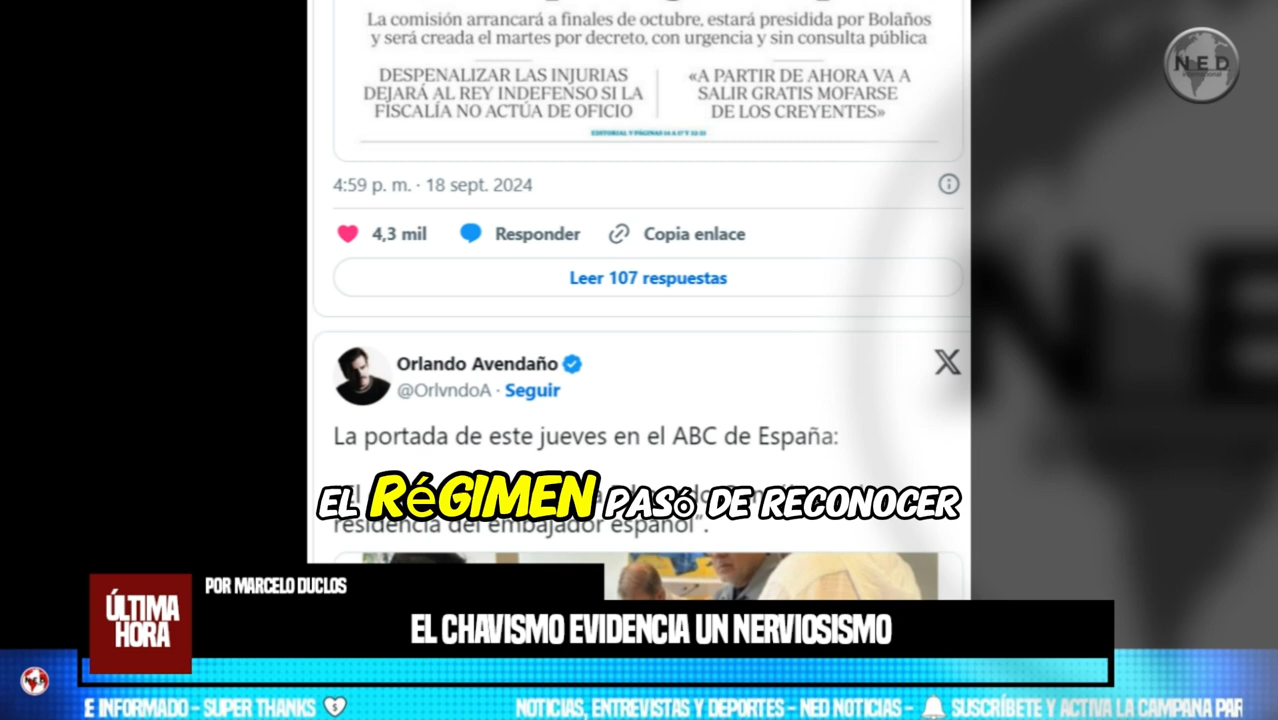 La comisión arrancará a finales de octubre, estará presidida por Bolaños
y será creada el martes por decreto, con urgencia y sin consulta pública
DESPENALIZAR LAS INJURIAS
DEJARÁ AL REY INDEFENSO SI LA
FISCALÍA NO ACTÚA DE OFICIO
«A PARTIR DE AHORA VA A
SALIR GRATIS MOFARSE
DE LOS CREYENTES»
EDITORIAL Y PÁGINAS
NED
4:59 p. m. · 18 sept. 2024
4,3 mil
Responder
Copia enlace
Leer 107 respuestas
Orlando Avendaño
@OrlvndoA · Seguir
La portada de este jueves en el ABC de España:
EL RéGIMEN PASó DE RECONOCER
residencia del embajador español”.
ÚLTIMA
HORA
POR MARCELO DUCLOS
EL CHAVISMO EVIDENCIA UN NERVIOSISMO
E INFORMADO - SUPER THANKS
NOTICIAS, ENTREVISTAS Y DEPORTES - NED NOTICIAS -
SUSCRÍBETE Y ACTIVA LA CAMPANA PAR